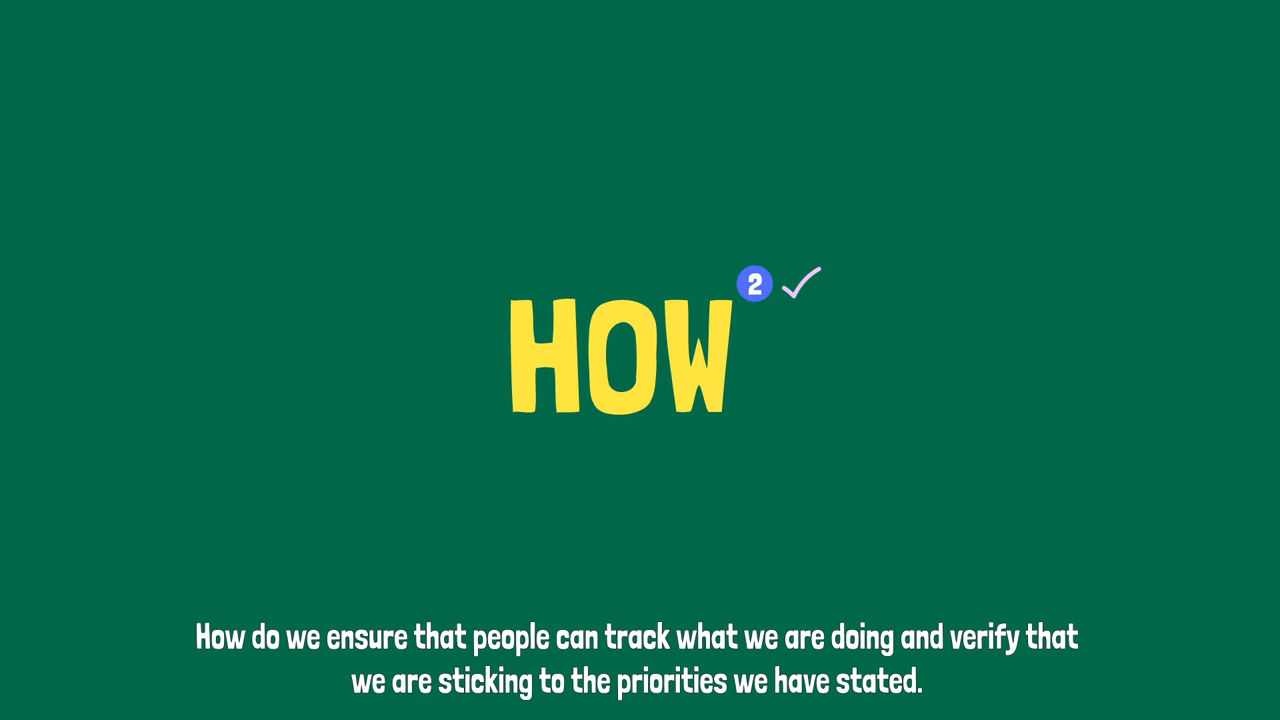 HOW
2
How do we ensure that people can track what we are doing and verify that
we are sticking to the priorities we have stated.